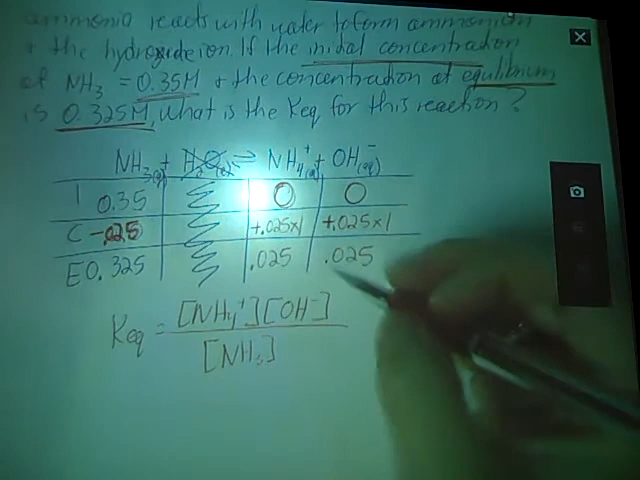 ammonia reacts with water to form ammonium
+ the hydroxide ion. If the initial concentration
of NH3 = 0.35M + the concentration at equilibrium
is 0.325M, what is the Keq for this reaction?
NH3(g) + H2O(l) ⇌ NH4+(aq) + OH-(aq)
I 0.35 0 0
C -.025 +.025x1 +.025x1
E 0.325 .025 .025
Keq = [NH4+][OH-]
[NH3]